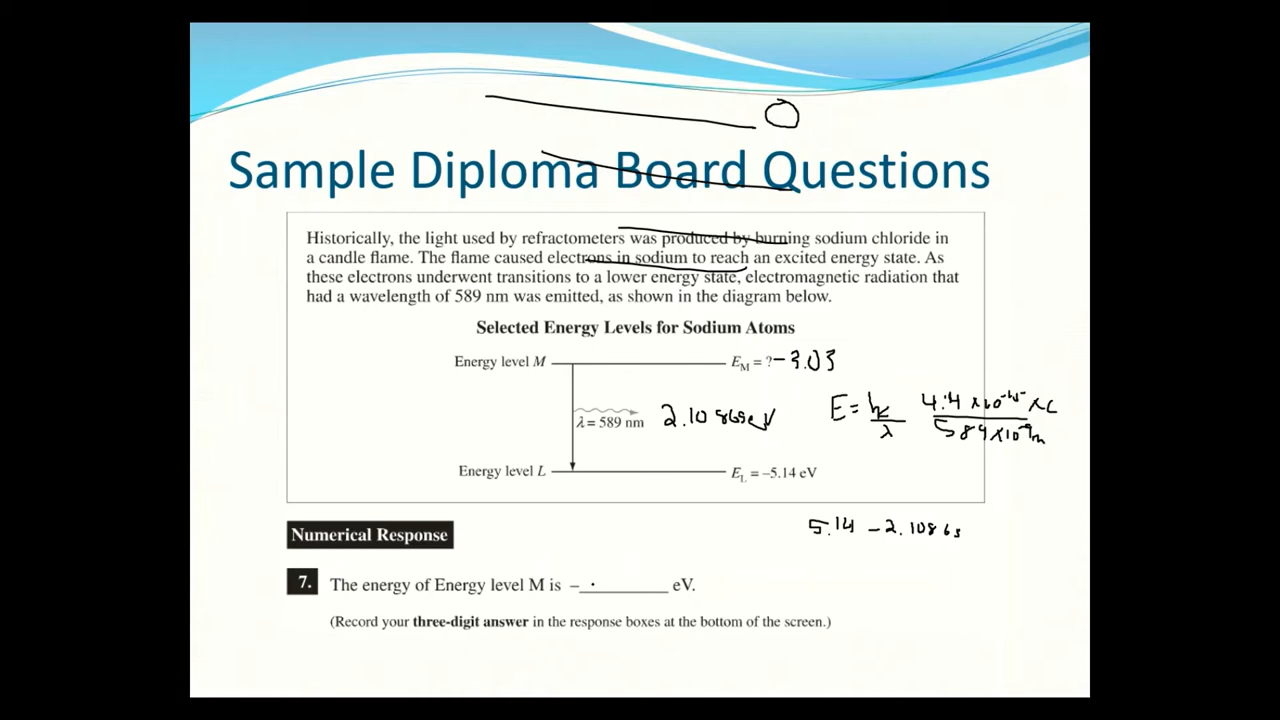 Sample Diploma Board Questions
Historically, the light used by refractometers was produced by burning sodium chloride in
a candle flame. The flame caused electrons in sodium to reach an excited energy state. As
these electrons underwent transitions to a lower energy state, electromagnetic radiation that
had a wavelength of 589 nm was emitted, as shown in the diagram below.
Selected Energy Levels for Sodium Atoms
Energy level M
E_M = ? -3.03
λ = 589 nm
2.10865eV
E = hc/λ
Energy level L
E_L = –5.14 eV
5.14 - 2.10865
Numerical Response
7. The energy of Energy level M is –________ eV.
(Record your three-digit answer in the response boxes at the bottom of the screen.)